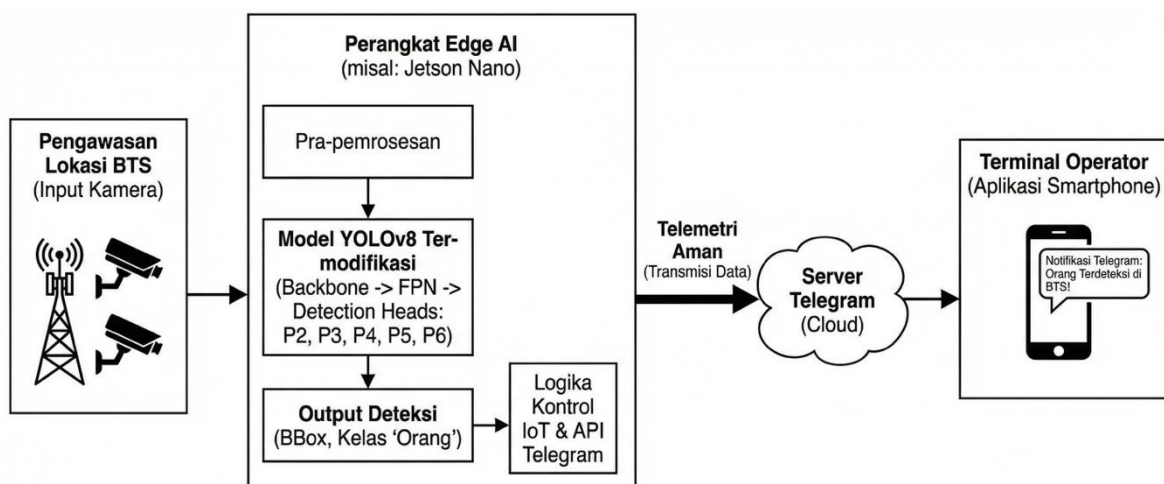 Pengawasan
Lokasi BTS
(Input Kamera)
Perangkat Edge AI
(misal: Jetson Nano)
Pra-pemrosesan
Model YOLOv8 Ter-
modifikasi
(Backbone -> FPN ->
Detection Heads:
P2, P3, P4, P5, P6)
Output Deteksi
(BBox, Kelas ‘Orang’)
Logika
Kontrol
IoT & API
Telegram
Telemetri
Aman
(Transmisi Data)
Server
Telegram
(Cloud)
Terminal Operator
(Aplikasi Smartphone)
Notifikasi Telegram:
Orang Terdeteksi di
BTS!